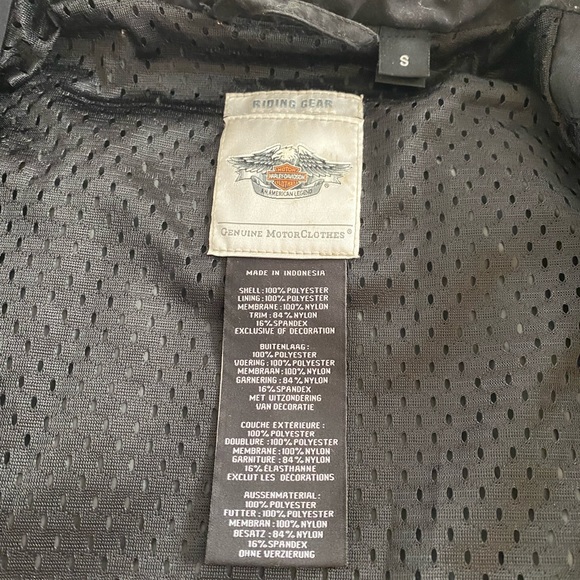 S
RIDING GEAR
MOTOR
HARLEY-DAVIDSON
CLOTHES
AN AMERICAN LEGEND
GENUINE MOTORCLOTHES®
MADE IN INDONESIA
SHELL:100% POLYESTER
LINING:100% POLYESTER
MEMBRANE:100% NYLON
TRIM: 84% NYLON
16% SPANDEX
EXCLUSIVE OF DECORATION
BUITENLAAG:
100% POLYESTER
VOERING:100% POLYESTER
MEMBRAAN:100% NYLON
GARNERING:84% NYLON
16% SPANDEX
MET UITZONDERING
VAN DECORATIE
COUCHE EXTÉRIEURE:
100% POLYESTER
DOUBLURE:100% POLYESTER
MEMBRANE:100% NYLON
GARNITURE:84% NYLON
16% ÉLASTHANNE
EXCLUT LES DÉCORATIONS
AUSSENMATERIAL:
100% POLYESTER
FUTTER:100% POLYESTER
MEMBRAN:100% NYLON
BESATZ:84% NYLON
16% SPANDEX
OHNE VERZIERUNG